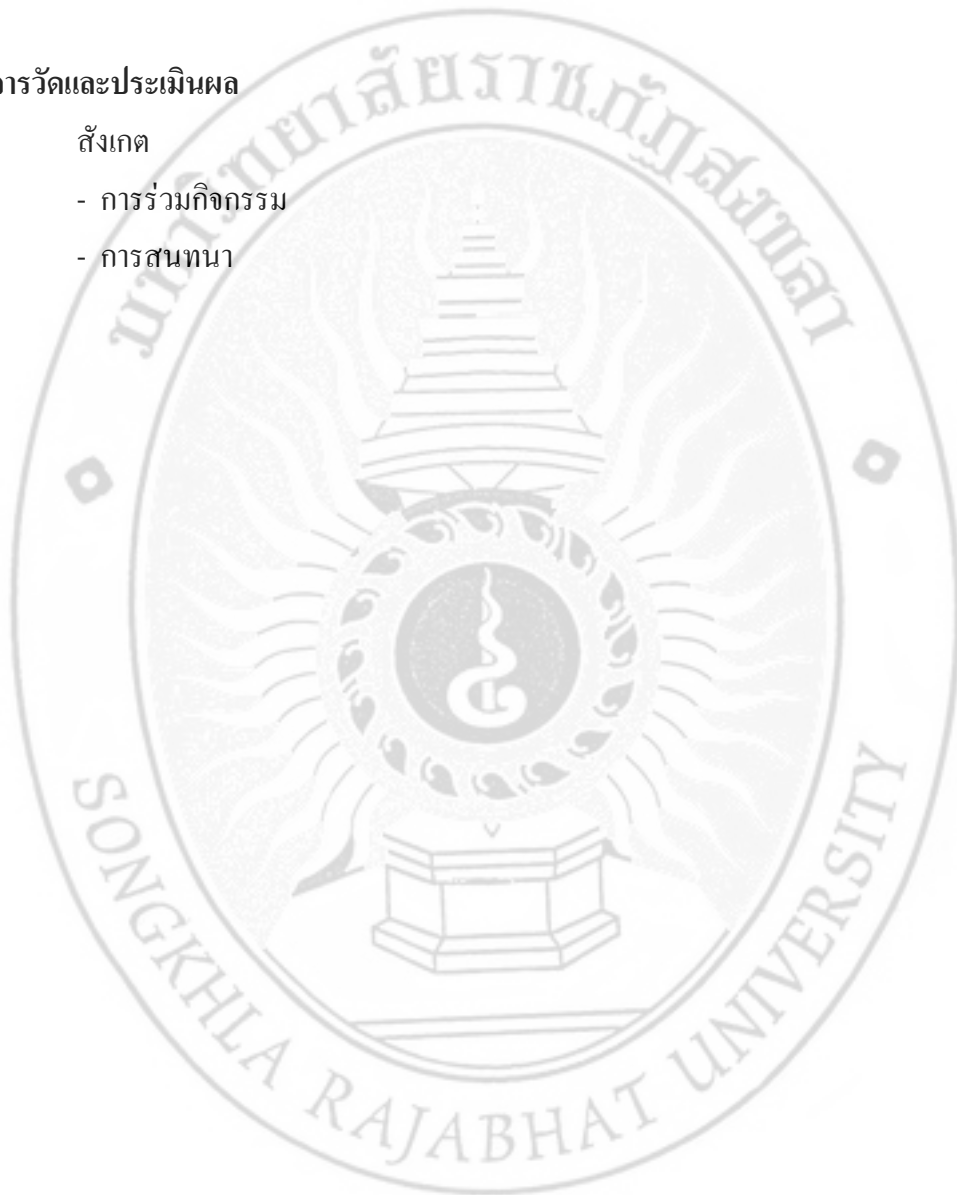 การวัดและประเมินผล
สังเกต
- การร่วมกิจกรรม
- การสนทนา
มหาวิทยาลัยราชภัฏสงขลา
SONGKHLA RAJABHAT UNIVERSITY